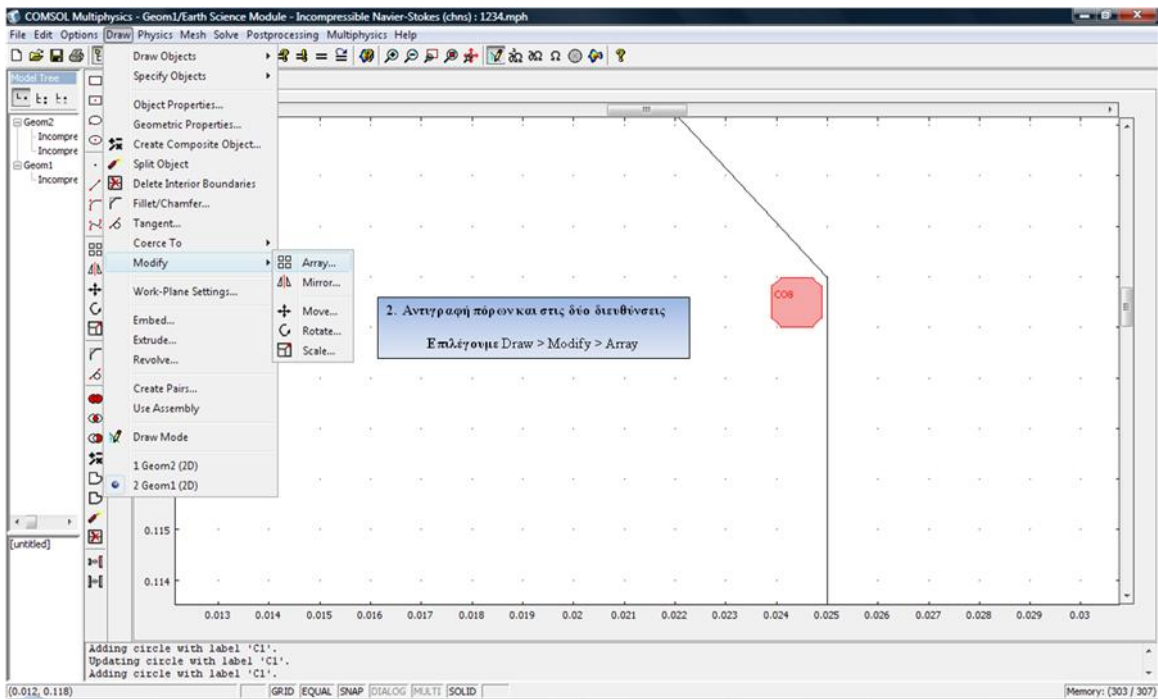 COMSOL Multiphysics - Geom1/Earth Science Module - Incompressible Navier-Stokes (chns) : 1234.mph
File Edit Options Draw Physics Mesh Solve Postprocessing Multiphysics Help
Model Tree
Geom2
Incompre
Incompre
Geom1
Incompre
[untitled]
Draw Objects
Specify Objects
Object Properties...
Geometric Properties...
Create Composite Object...
Split Object
Delete Interior Boundaries
Fillet/Chamfer...
Tangent...
Coerce To
Modify
Work-Plane Settings...
Embed...
Extrude...
Revolve...
Create Pairs...
Use Assembly
Draw Mode
1 Geom2 (2D)
2 Geom1 (2D)
Array...
Mirror...
Move...
Rotate...
Scale...
2. Αντιγραφή πόρων και στις δύο διευθύνσεις
Επιλέγουμε Draw > Modify > Array
CO8
0.115
0.114
0.013 0.014 0.015 0.016 0.017 0.018 0.019 0.02 0.021 0.022 0.023 0.024 0.025 0.026 0.027 0.028 0.029 0.03
Adding circle with label 'C1'.
Updating circle with label 'C1'.
Adding circle with label 'C1'.
(0.012, 0.118) GRID EQUAL SNAP DIALOG MULTI SOLID Memory: (303 / 307)